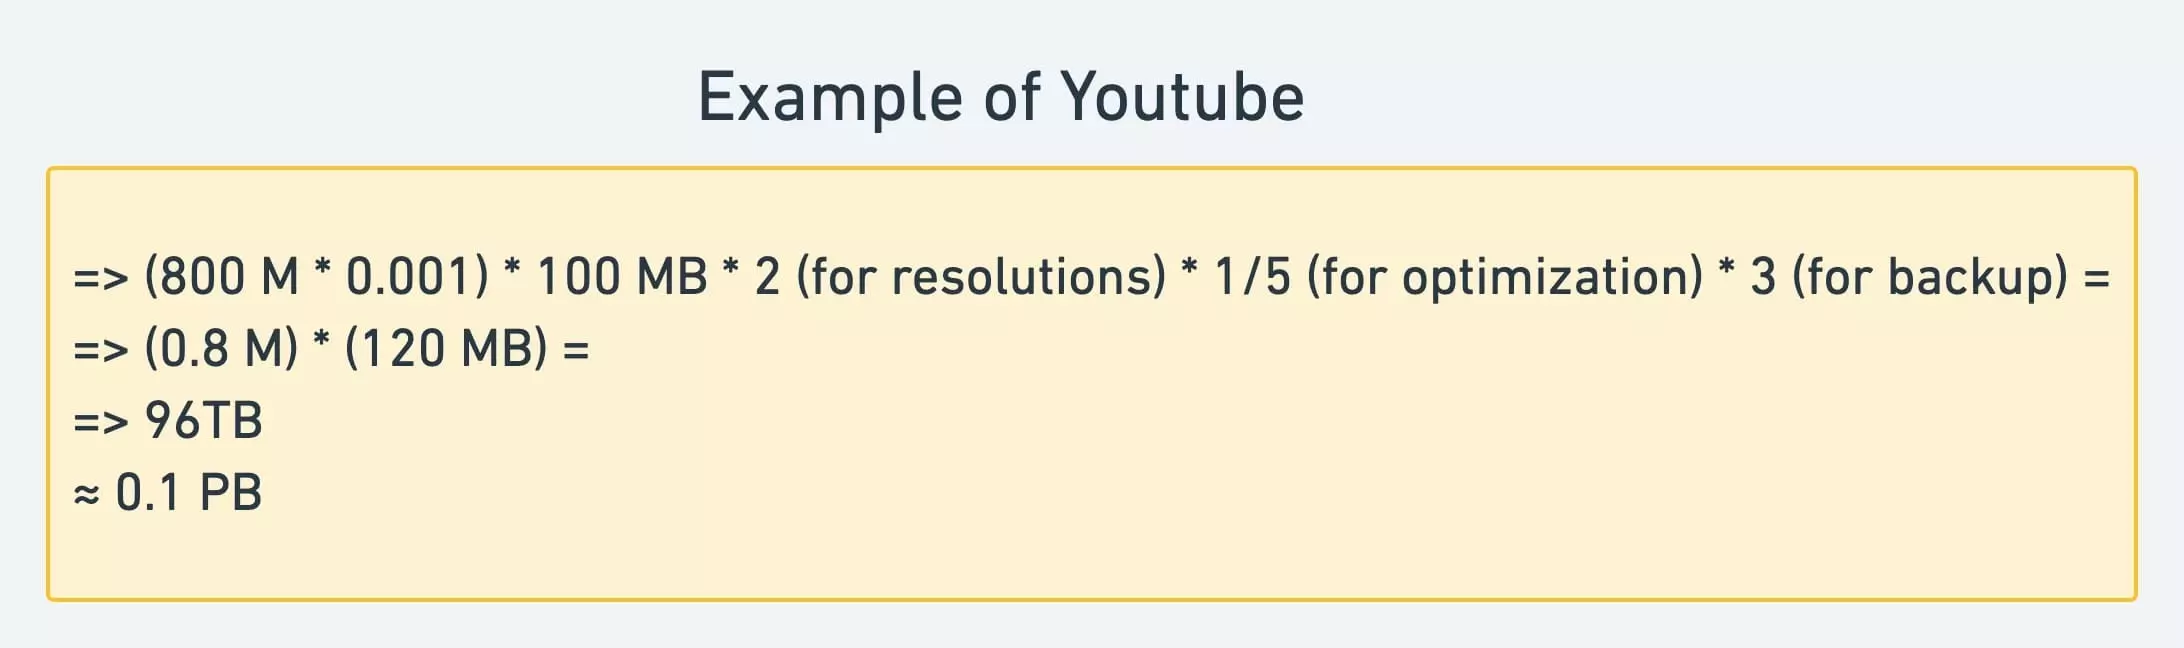 Example of Youtube
=> (800 M * 0.001) * 100 MB * 2 (for resolutions) * 1/5 (for optimization) * 3 (for backup) =
=> (0.8 M) * (120 MB) =
=> 96TB
≈ 0.1 PB